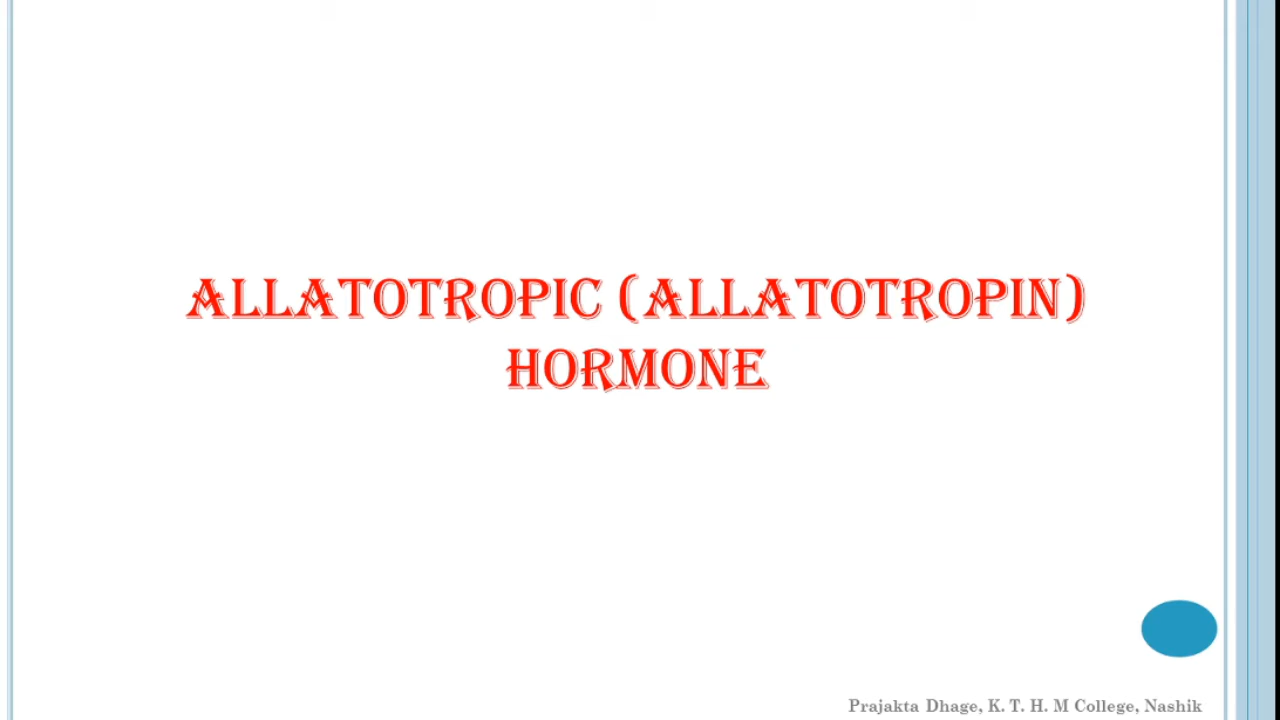 ALLATOTROPIC (ALLATOTROPIN)
HORMONE
Prajakta Dhage, K. T. H. M College, Nashik